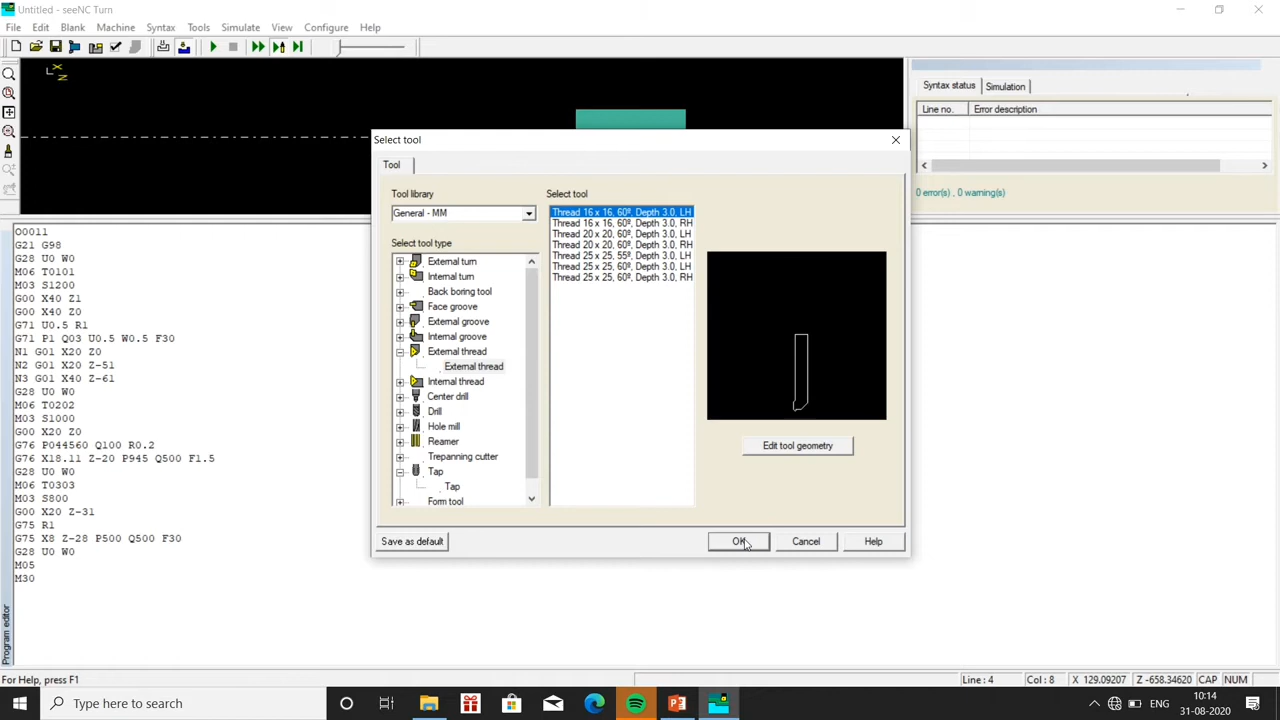 Untitled - seeNC Turn
File Edit Blank Machine Syntax Tools Simulate View Configure Help
X
Z
Syntax status Simulation
Line no. Error description
0 error(s) , 0 warning(s)
Select tool
Tool
Tool library
General - MM
Select tool type
External turn
Internal turn
Back boring tool
Face groove
External groove
Internal groove
External thread
External thread
Internal thread
Center drill
Drill
Hole mill
Reamer
Trepanning cutter
Tap
Tap
Form tool
Select tool
Thread 16 x 16, 60º, Depth 3.0, LH
Thread 16 x 16, 60º, Depth 3.0, RH
Thread 20 x 20, 60º, Depth 3.0, LH
Thread 20 x 20, 60º, Depth 3.0, RH
Thread 25 x 25, 55º, Depth 3.0, LH
Thread 25 x 25, 60º, Depth 3.0, LH
Thread 25 x 25, 60º, Depth 3.0, RH
Edit tool geometry
Save as default OK Cancel Help
O0011
G21 G98
G28 U0 W0
M06 T0101
M03 S1200
G00 X40 Z1
G00 X40 Z0
G71 U0.5 R1
G71 P1 Q03 U0.5 W0.5 F30
N1 G01 X20 Z0
N2 G01 X20 Z-51
N3 G01 X40 Z-61
G28 U0 W0
M06 T0202
M03 S1000
G00 X20 Z0
G76 P044560 Q100 R0.2
G76 X18.11 Z-20 P945 Q500 F1.5
G28 U0 W0
M06 T0303
M03 S800
G00 X20 Z-31
G75 R1
G75 X8 Z-28 P500 Q500 F30
G28 U0 W0
M05
M30
Program editor
For Help, press F1
Line : 4 Col : 8 X 129.09207 Z -658.34620 CAP NUM
Type here to search
ENG
10:14
31-08-2020